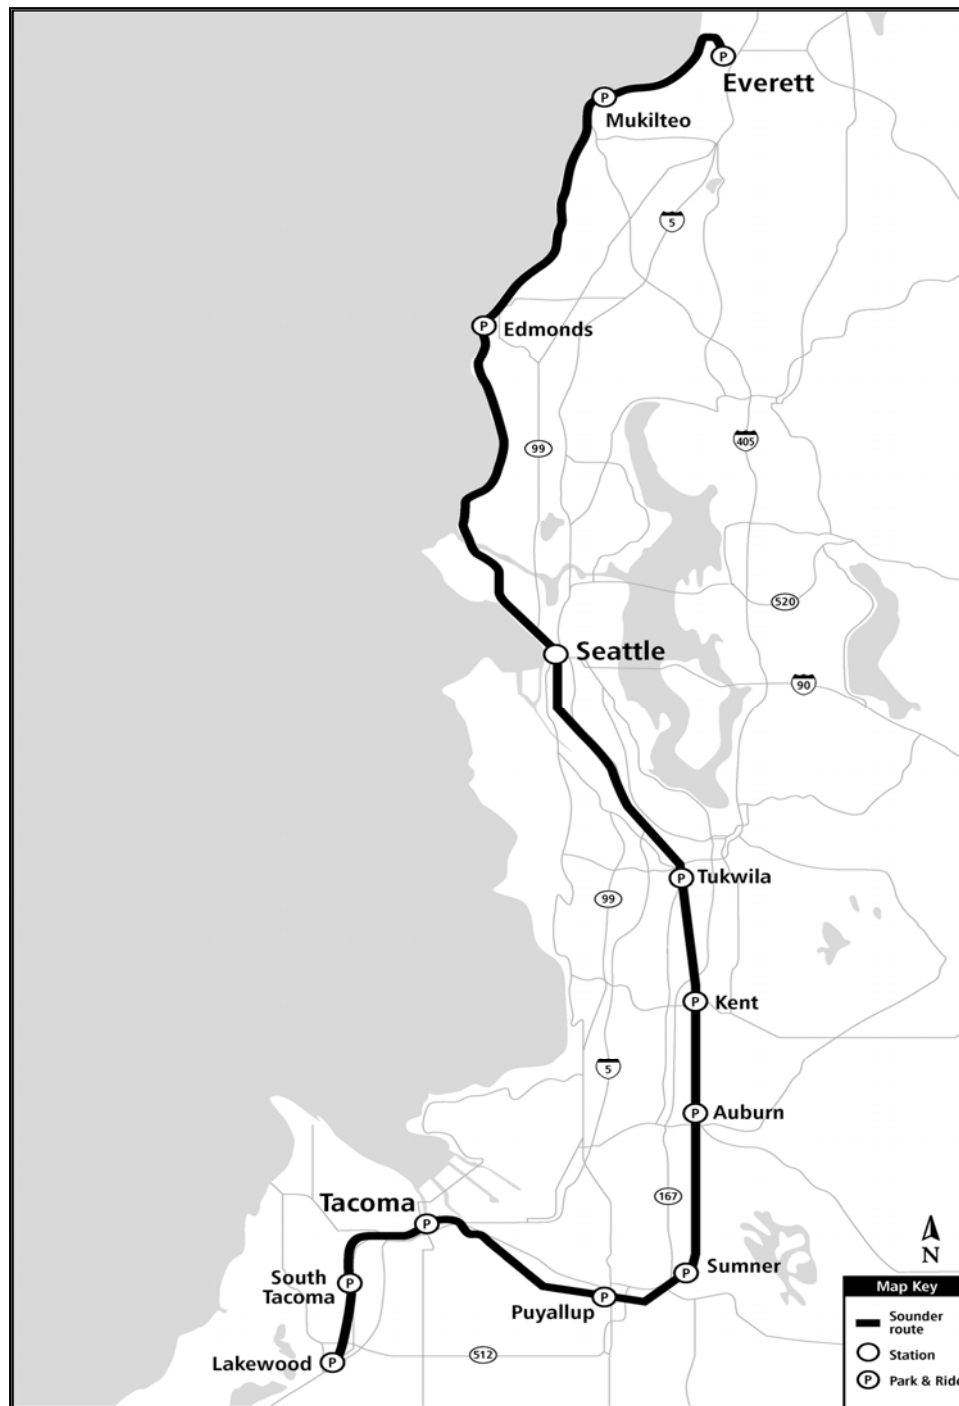 P
Everett
P
Mukilteo
5
P
Edmonds
99
405
520
Seattle
90
P
Tukwila
99
P
Kent
5
P
Auburn
167
Tacoma
P
N
P
Sumner
South
Tacoma
P
Puyallup
P
Lakewood
P
512
Map Key
Sounder
route
Station
P
Park & Ride